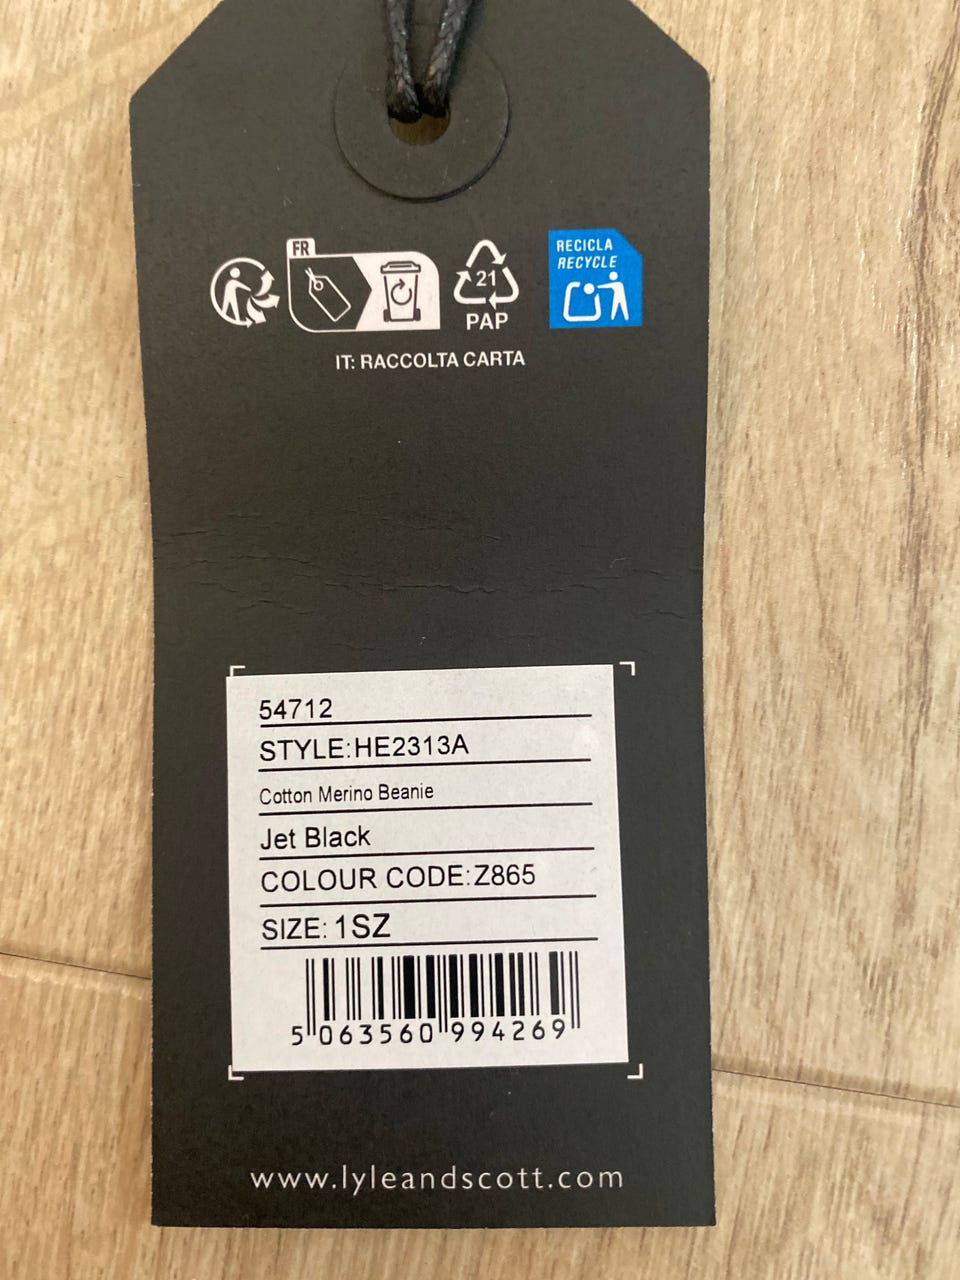 FR
RECICLA
RECYCLE
21
PAP
IT: RACCOLTA CARTA
54712
STYLE:HE2313A
Cotton Merino Beanie
Jet Black
COLOUR CODE:Z865
SIZE: 1SZ
5 063560 994269
www.lyleandscott.com